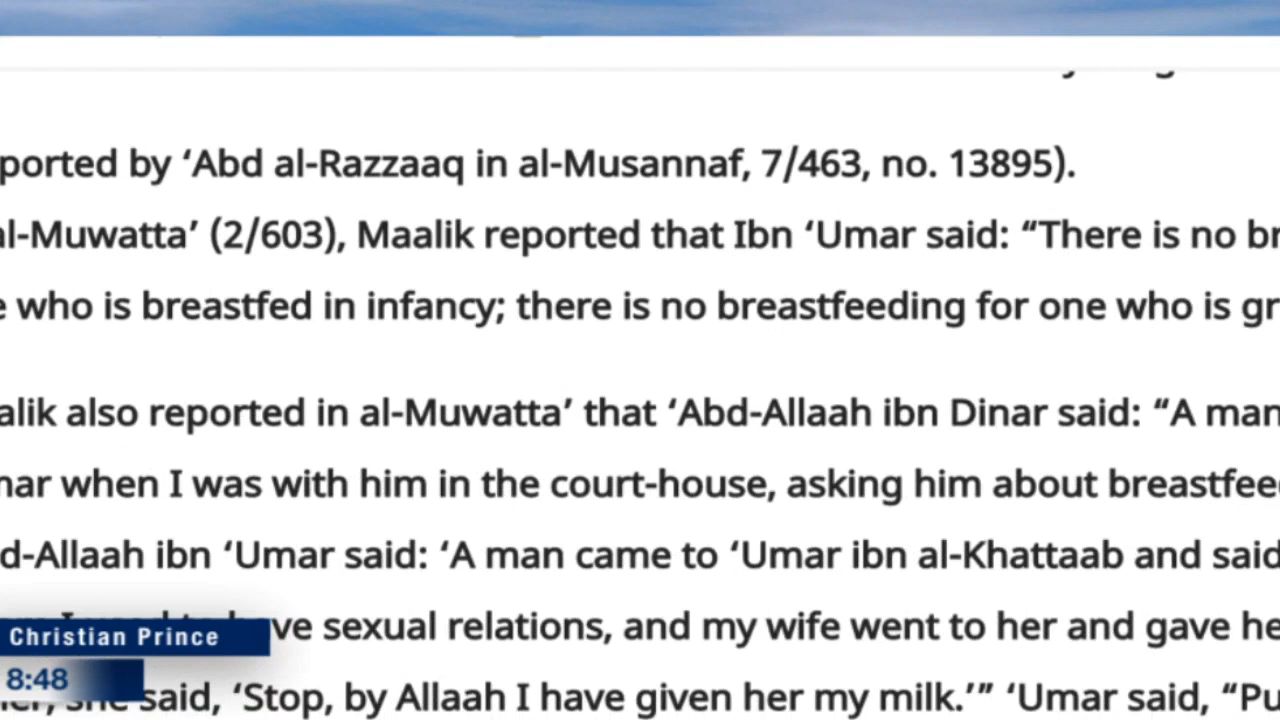 ported by ‘Abd al-Razzaaq in al-Musannaf, 7/463, no. 13895).
al-Muwatta’ (2/603), Maalik reported that Ibn ‘Umar said: “There is no br
e who is breastfed in infancy; there is no breastfeeding for one who is gr
alik also reported in al-Muwatta’ that ‘Abd-Allaah ibn Dinar said: “A man
mar when I was with him in the court-house, asking him about breastfee
d-Allaah ibn ‘Umar said: ‘A man came to ‘Umar ibn al-Khattaab and said
ve sexual relations, and my wife went to her and gave he
Christian Prince
8:48
she said, ‘Stop, by Allaah I have given her my milk.’” ‘Umar said, “Pu